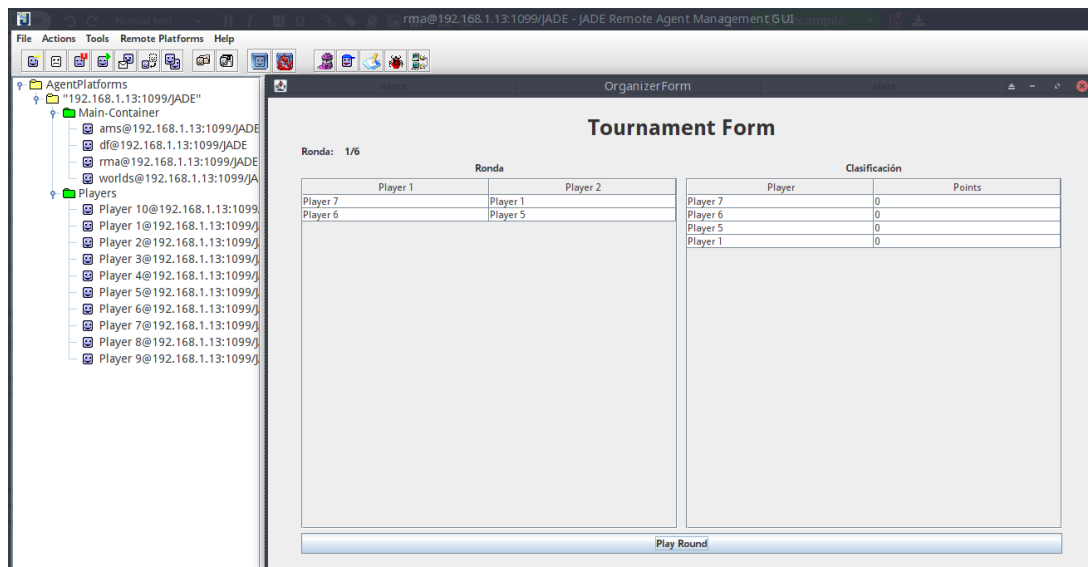 rma@192.168.1.13:1099/JADE - JADE Remote Agent Management GUI
File Actions Tools Remote Platforms Help
AgentPlatforms
"192.168.1.13:1099/JADE"
Main-Container
ams@192.168.1.13:1099/JADE
df@192.168.1.13:1099/JADE
rma@192.168.1.13:1099/JADE
worlds@192.168.1.13:1099/JA
Players
Player 10@192.168.1.13:1099.
Player 1@192.168.1.13:1099/J
Player 2@192.168.1.13:1099/J
Player 3@192.168.1.13:1099/J
Player 4@192.168.1.13:1099/J
Player 5@192.168.1.13:1099/J
Player 6@192.168.1.13:1099/J
Player 7@192.168.1.13:1099/J
Player 8@192.168.1.13:1099/J
Player 9@192.168.1.13:1099/J
OrganizerForm
Tournament Form
Ronda: 1/6
Ronda
Player 1 Player 2
Player 7 Player 1
Player 6 Player 5
Clasificación
Player Points
Player 7 0
Player 6 0
Player 5 0
Player 1 0
Play Round